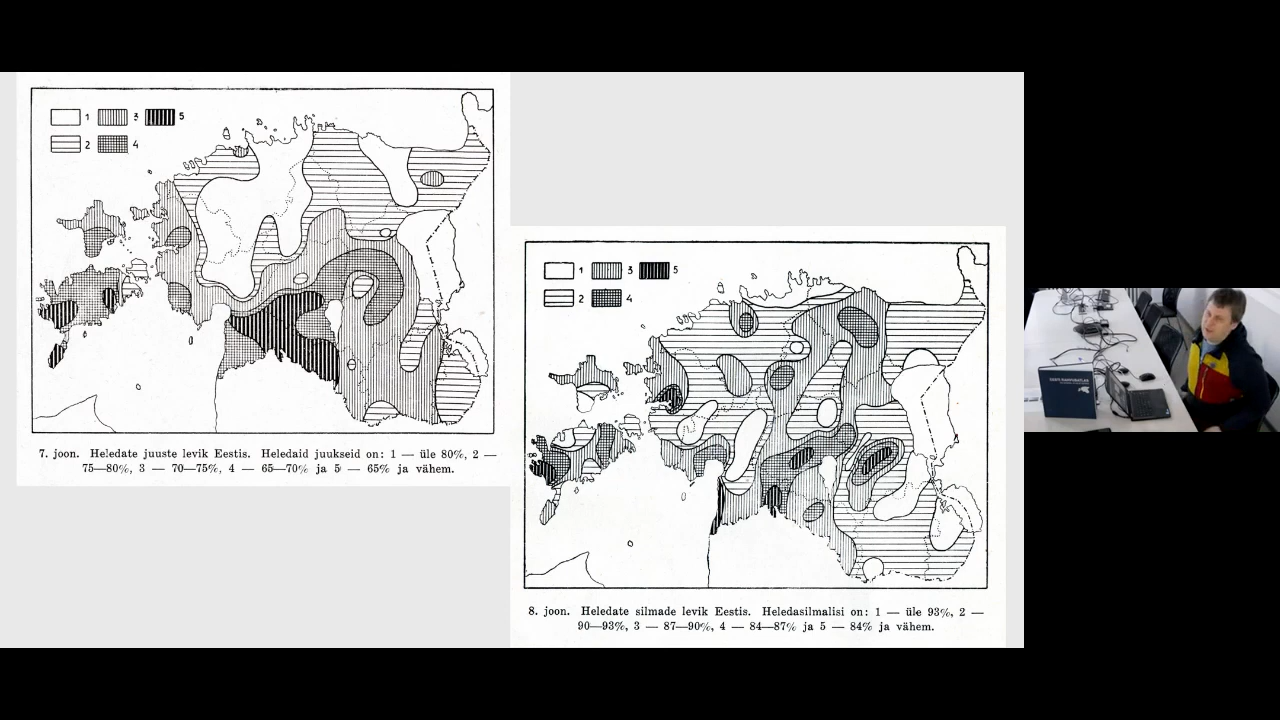 1 3 5
2 4
7. joon. Heledate juuste levik Eestis. Heledaid juukseid on: 1 — üle 80%, 2 —
75—80%, 3 — 70—75%, 4 — 65—70% ja 5 — 65% ja vähem.
1 3 5
2 4
8. joon. Heledate silmade levik Eestis. Heledasilmalisi on: 1 — üle 93%, 2 —
90—93%, 3 — 87—90%, 4 — 84—87% ja 5 — 84% ja vähem.